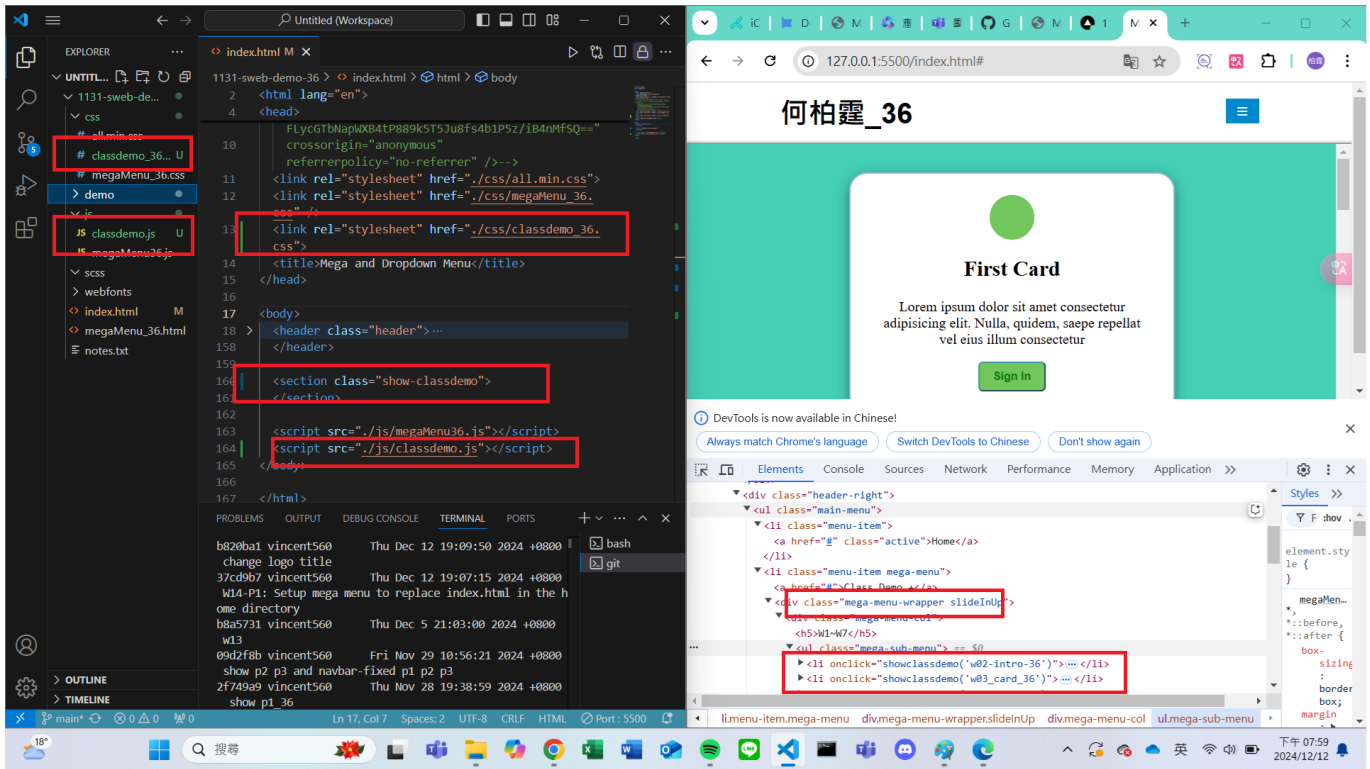 Untitled (Workspace)
EXPLORER
index.html M
UNTITL...
1131-sweb-demo-36 > index.html > html > body
1131-sweb-de...
css
all.min.css
classdemo_36... U
megaMenu_36.css
demo
js
classdemo.js U
megaMenu36.js
scss
webfonts
index.html M
megaMenu_36.html
notes.txt
OUTLINE
TIMELINE
2 <html lang="en">
4 <head>
FLycGTbNapWXB4tP889k5T5Ju8fs4b1P5z/iB4nMfSQ=="
10 crossorigin="anonymous"
referrerpolicy="no-referrer" />-->
11 <link rel="stylesheet" href="./css/all.min.css">
12 <link rel="stylesheet" href="./css/megaMenu_36.
css" />
13 <link rel="stylesheet" href="./css/classdemo_36.
css">
14 <title>Mega and Dropdown Menu</title>
15 </head>
16
17 <body>
18 <header class="header">
158 </header>
159
160 <section class="show-classdemo">
161 </section>
162
163 <script src="./js/megaMenu36.js"></script>
164 <script src="./js/classdemo.js"></script>
165 </body>
166
167 </html>
PROBLEMS OUTPUT DEBUG CONSOLE TERMINAL PORTS
b820ba1 vincent560 Thu Dec 12 19:09:50 2024 +0800
change logo title
37cd9b7 vincent560 Thu Dec 12 19:07:15 2024 +0800
W14-P1: Setup mega menu to replace index.html in the h
ome directory
b8a5731 vincent560 Thu Dec 5 21:03:00 2024 +0800
w13
09d2f8b vincent560 Fri Nov 29 10:56:21 2024 +0800
show p2 p3 and navbar-fixed p1 p2 p3
2f749a9 vincent560 Thu Nov 28 19:38:59 2024 +0800
show p1_36
bash
git
main* 0 0 0 Ln 17, Col 7 Spaces: 2 UTF-8 CRLF HTML Port : 5500
127.0.0.1:5500/index.html#
何柏霆_36
First Card
Lorem ipsum dolor sit amet consectetur
adipisicing elit. Nulla, quidem, saepe repellat
vel eius illum consectetur
Sign In
DevTools is now available in Chinese!
Always match Chrome's language Switch DevTools to Chinese Don't show again
Elements Console Sources Network Performance Memory Application
<div class="header-right">
<ul class="main-menu">
<li class="menu-item">
<a href="#" class="active">Home</a>
</li>
<li class="menu-item mega-menu">
<a href="#">Class Demo +</a>
<div class="mega-menu-wrapper slideInUp">
<div class="mega-menu-col">
<h5>W1~W7</h5>
<ul class="mega-sub-menu"> == $0
<li onclick="showclassdemo('w02-intro-36')">…</li>
<li onclick="showclassdemo('w03_card_36')">…</li>
li.menu-item.mega-menu div.mega-menu-wrapper.slideInUp div.mega-menu-col ul.mega-sub-menu
Styles
F :hov
element.sty
le {
}
megaMen…
*,
*::before,
*::after {
box-
sizing
:
border
box;
margin
18°
搜尋
英
下午 07:59
2024/12/12